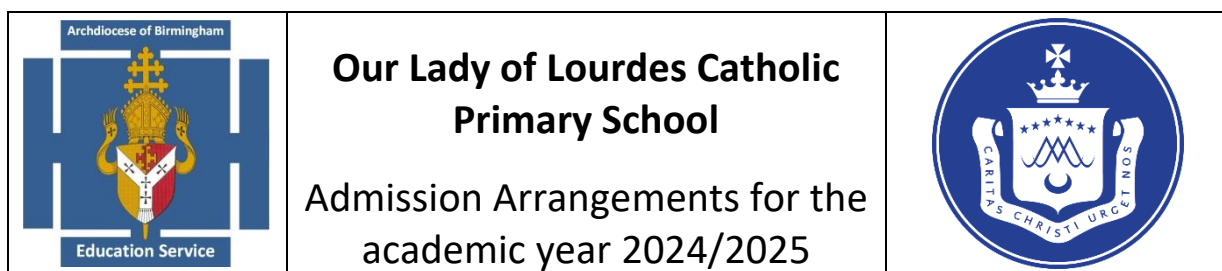 Archdiocese of Birmingham
Education Service
Our Lady of Lourdes Catholic
Primary School
Admission Arrangements for the
academic year 2024/2025
CARITAS CHRISTI URGET NOS